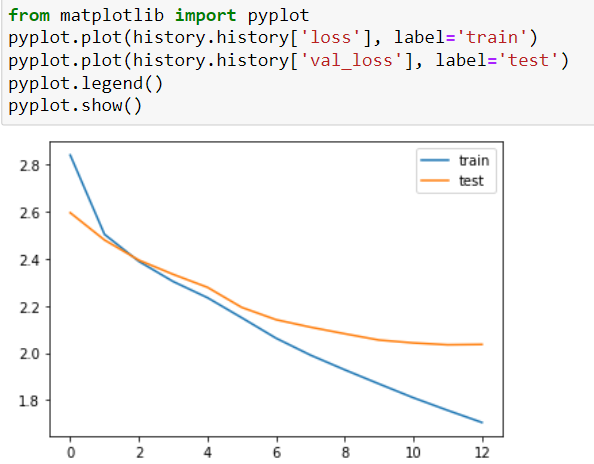 from matplotlib import pyplot
pyplot.plot(history.history['loss'], label='train')
pyplot.plot(history.history['val_loss'], label='test')
pyplot.legend()
pyplot.show()
train
test
2.8
2.6
2.4
2.2
2.0
1.8
0 2 4 6 8 10 12